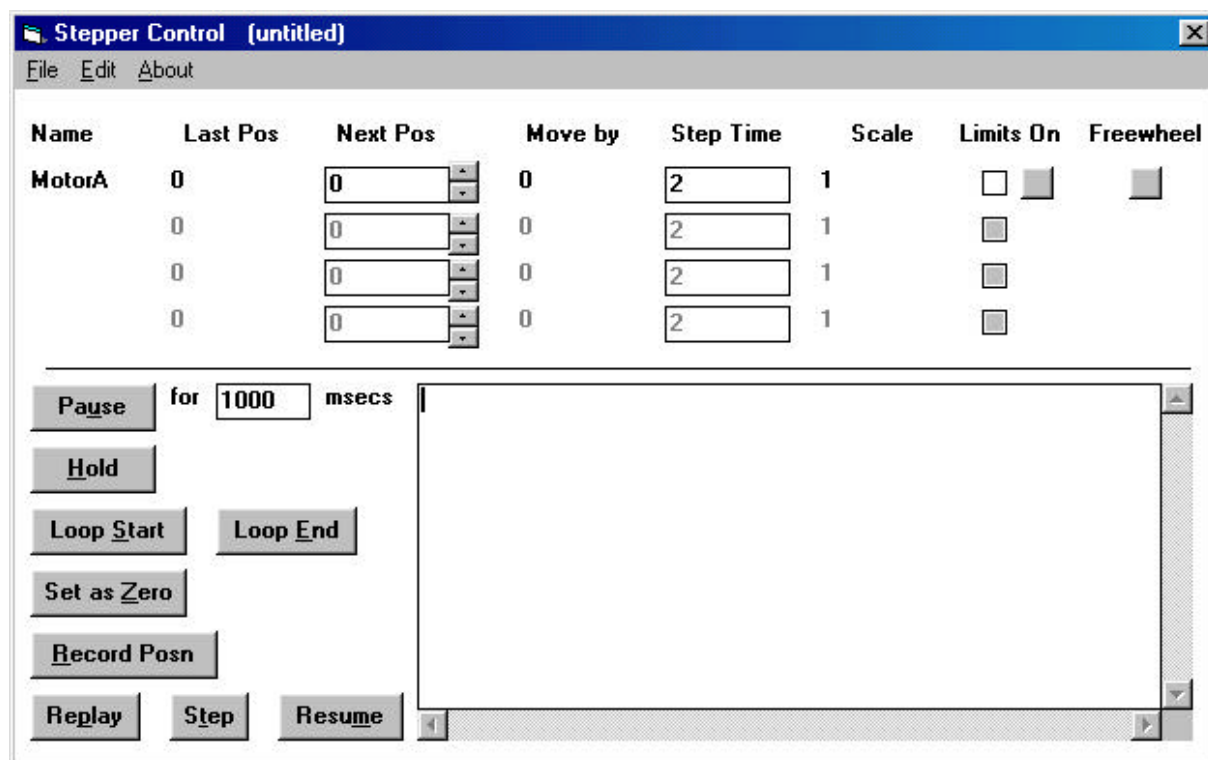 Stepper Control (untitled)
File Edit About
Name Last Pos Next Pos Move by Step Time Scale Limits On Freewheel
MotorA 0 0 0 2 1
0 0 0 2 1
0 0 0 2 1
0 0 0 2 1
Pause for 1000 msecs
Hold
Loop Start Loop End
Set as Zero
Record Posn
Replay Step Resume